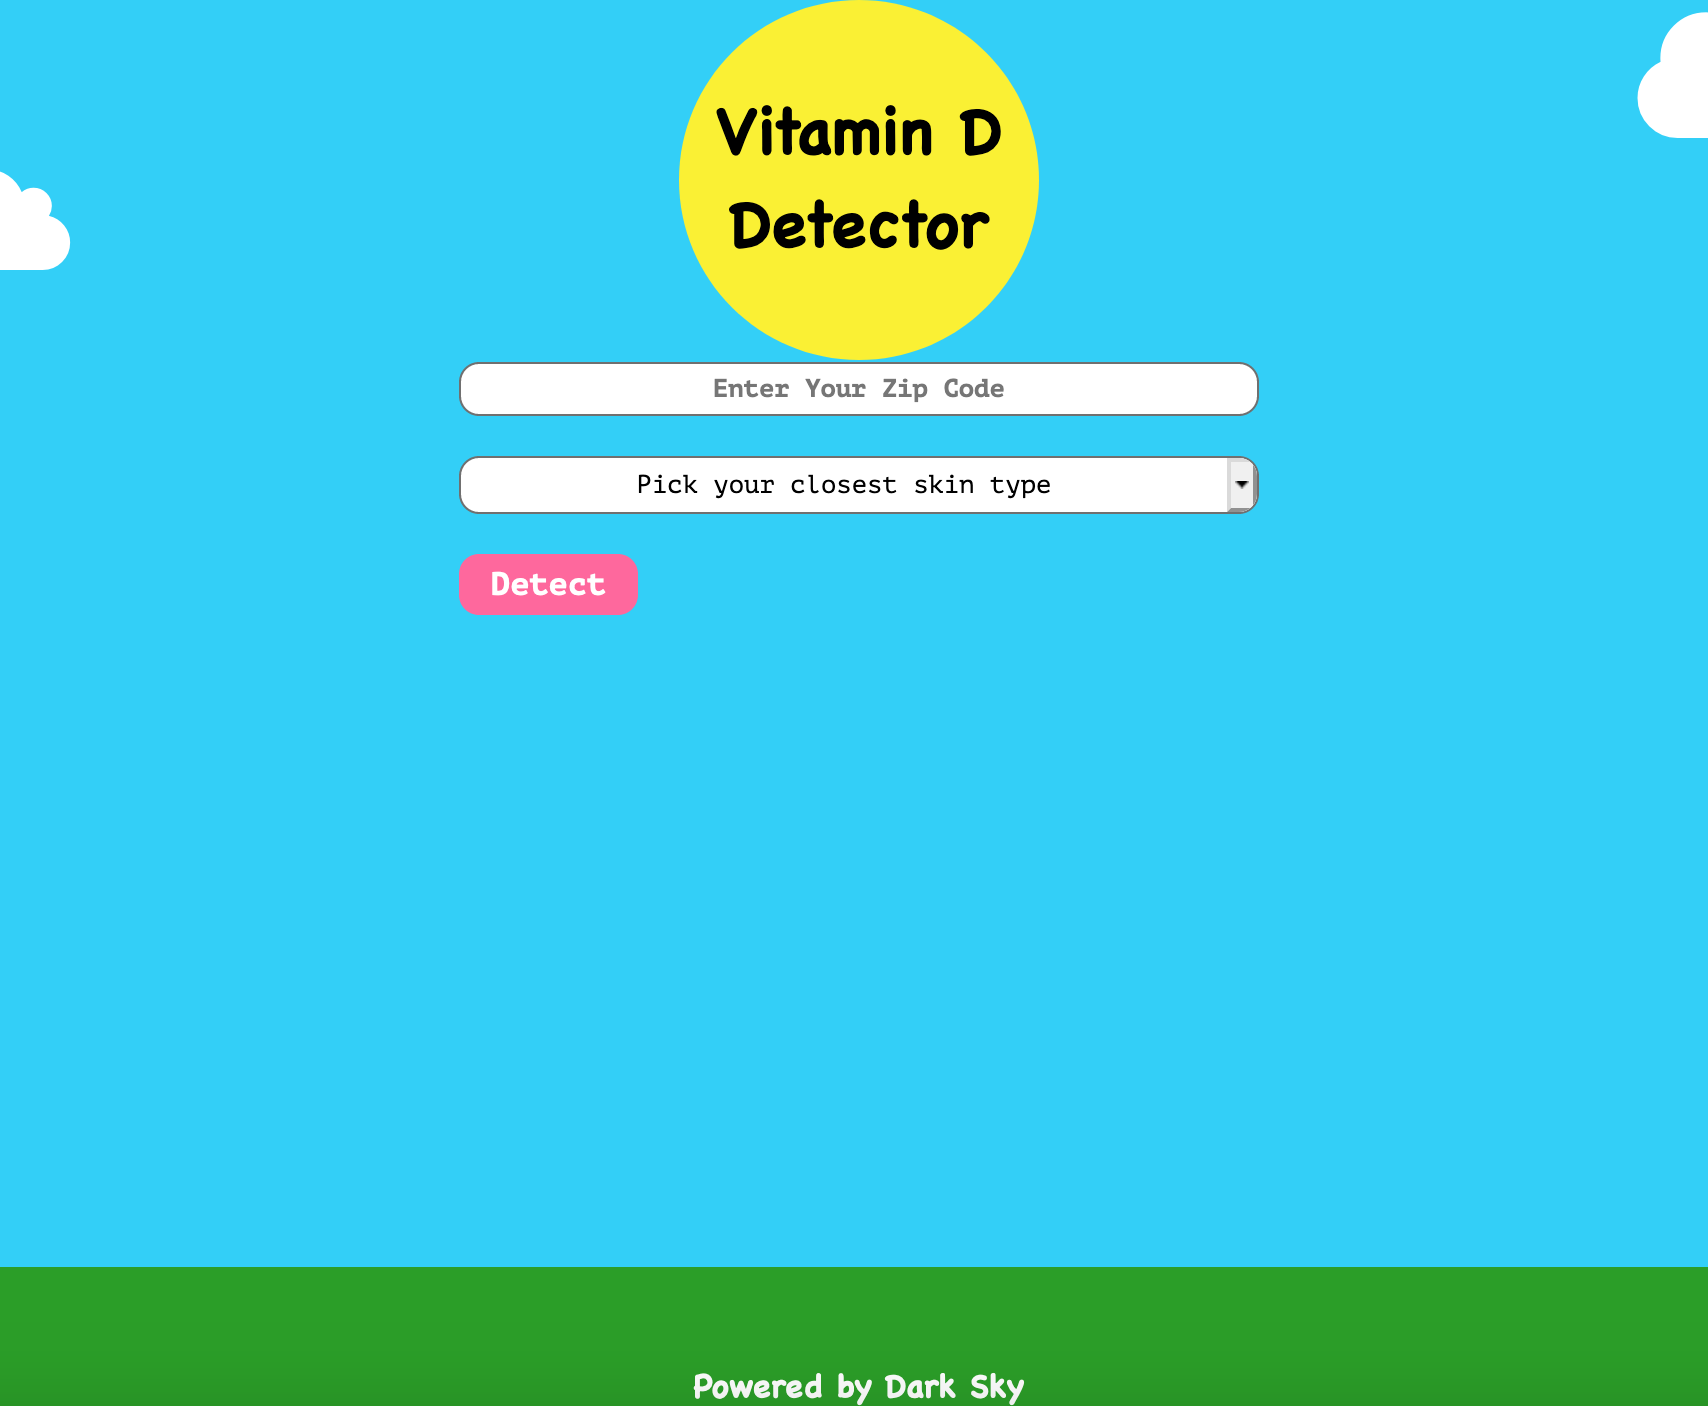 Vitamin D
Detector
Enter Your Zip Code
Pick your closest skin type
Detect
Powered by Dark Sky